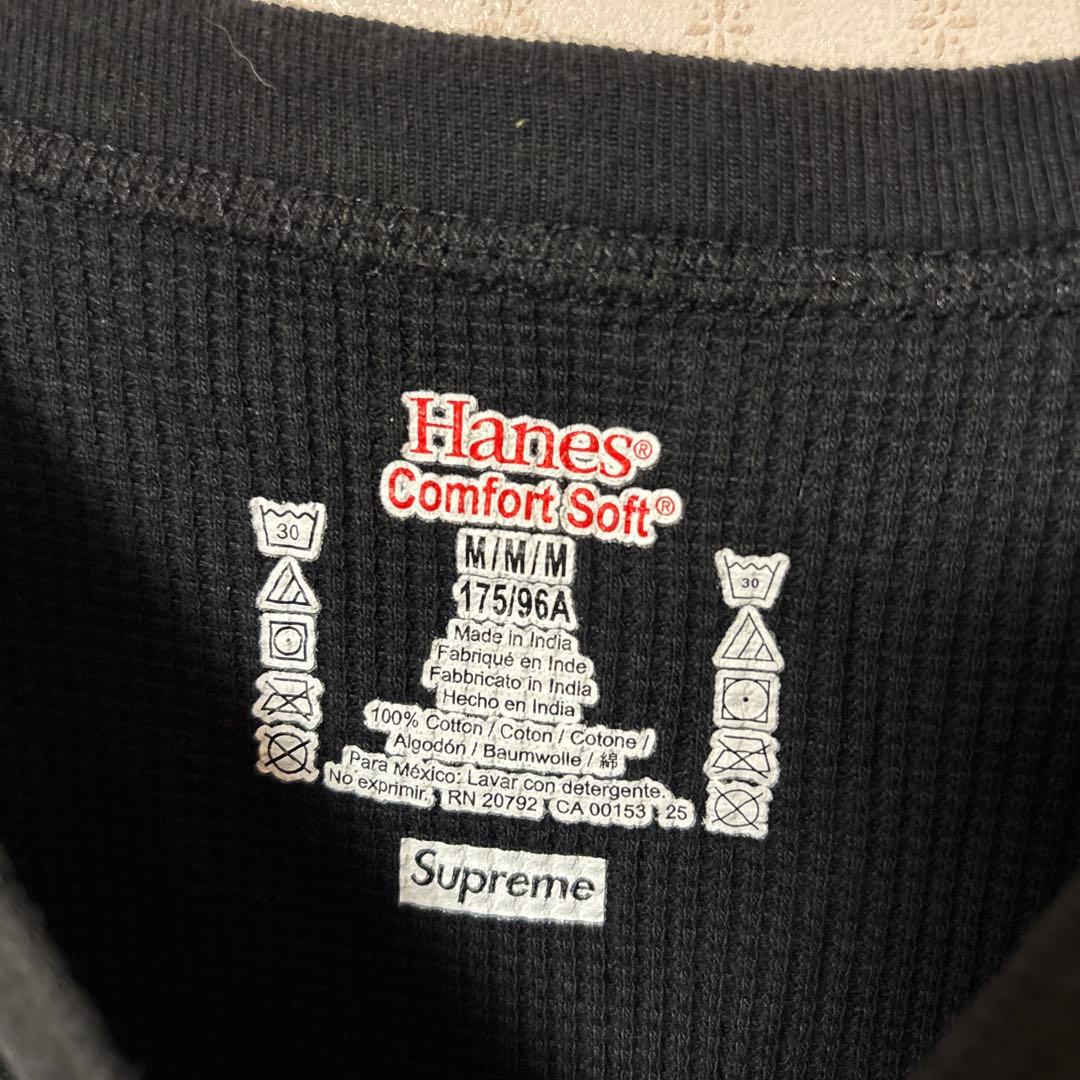 Hanes®
Comfort Soft®
M/M/M
175/96A
Made in India
Fabriqué en Inde
Fabbricato in India
Hecho en India
100% Cotton / Coton / Cotone /
Algodón / Baumwolle / 綿
Para México: Lavar con detergente.
No exprimir. RN 20792 CA 00153 25
30
30
Supreme